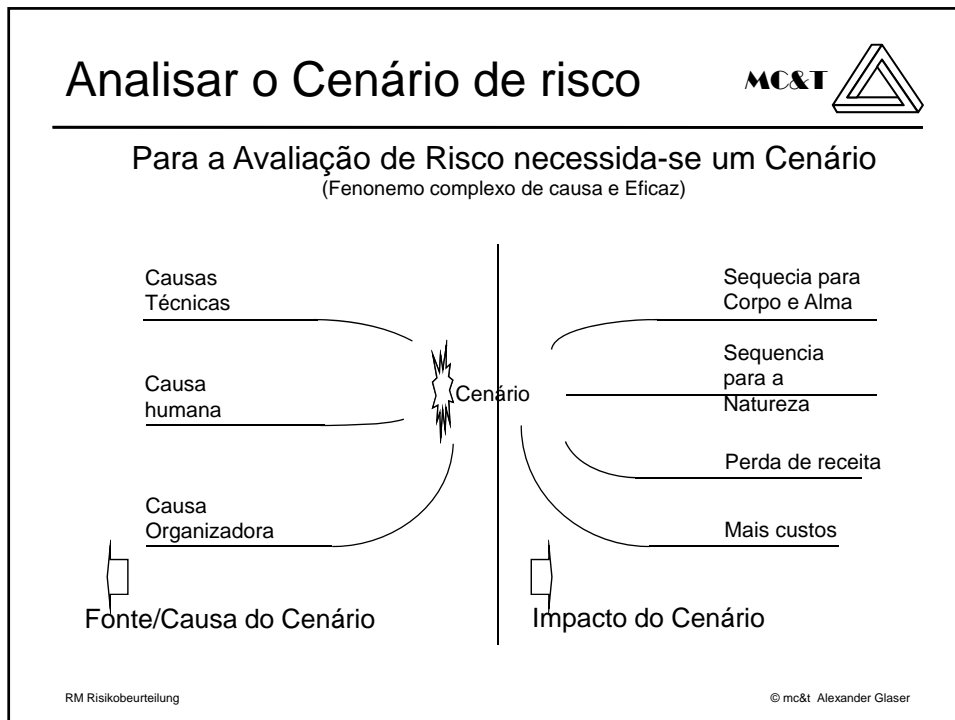 Analisar o Cenário de risco
MC&T
Para a Avaliação de Risco necessida-se um Cenário
(Fenonemo complexo de causa e Eficaz)
Causas
Técnicas
Causa
humana
Causa
Organizadora
Cenário
Sequecia para
Corpo e Alma
Sequencia
para a
Natureza
Perda de receita
Mais custos
Fonte/Causa do Cenário
Impacto do Cenário
RM Risikobeurteilung
© mc&t Alexander Glaser